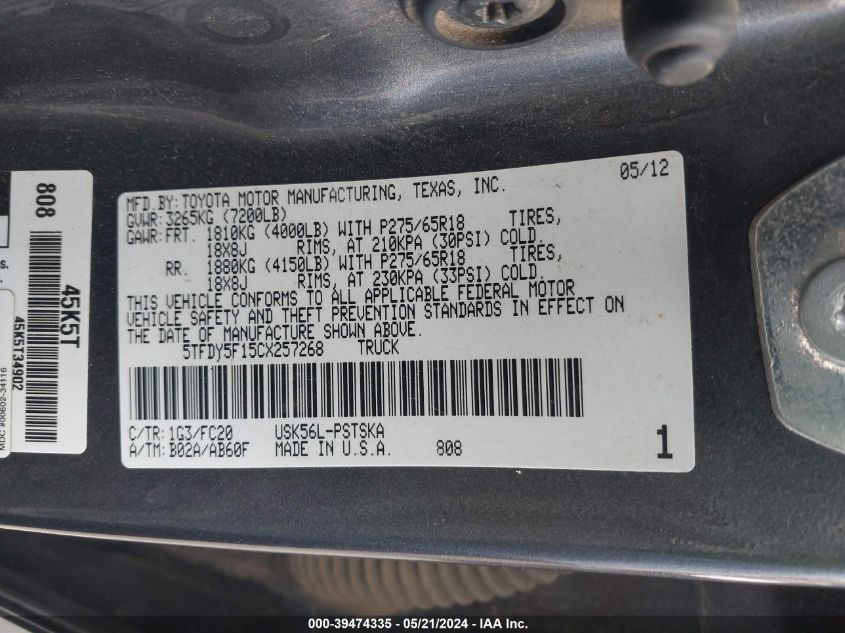 MFD.BY:TOYOTA MOTOR MANUFACTURING, TEXAS, INC. 05/12
GVWR:3265KG (7200LB)
GAWR:FRT. 1810KG (4000LB) WITH P275/65R18 TIRES,
18X8J RIMS, AT 210KPA (30PSI) COLD.
RR. 1880KG (4150LB) WITH P275/65R18 TIRES,
18X8J RIMS, AT 230KPA (33PSI) COLD.
THIS VEHICLE CONFORMS TO ALL APPLICABLE FEDERAL MOTOR
VEHICLE SAFETY AND THEFT PREVENTION STANDARDS IN EFFECT ON
THE DATE OF MANUFACTURE SHOWN ABOVE.
5TFDY5F15CX257268 TRUCK
C/TR:1G3/FC20 USK56L-PSTSKA
A/TM:B02A/AB60F MADE IN U.S.A. 808 1
808
45K5T
45K5T34902
MDC #00602-34116
s.
000-39474335 - 05/21/2024 - IAA Inc.